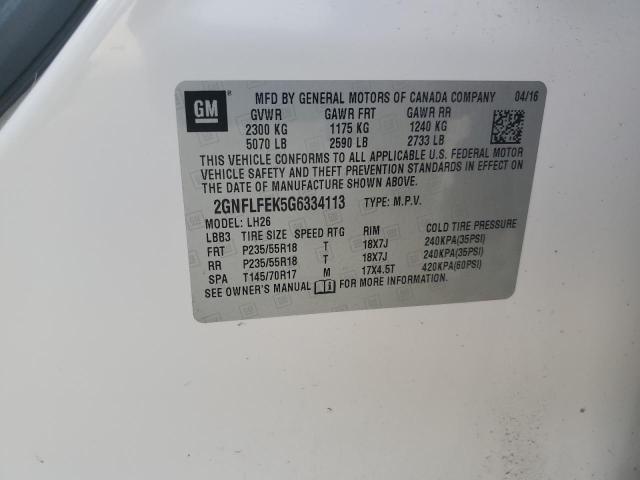 GM
MFD BY GENERAL MOTORS OF CANADA COMPANY 04/16
GVWR GAWR FRT GAWR RR
2300 KG 1175 KG 1240 KG
5070 LB 2590 LB 2733 LB
THIS VEHICLE CONFORMS TO ALL APPLICABLE U.S. FEDERAL MOTOR
VEHICLE SAFETY AND THEFT PREVENTION STANDARDS IN EFFECT ON THE
DATE OF MANUFACTURE SHOWN ABOVE.
2GNFLFEK5G6334113 TYPE: M.P.V.
MODEL: LH26
LBB3 TIRE SIZE SPEED RTG RIM COLD TIRE PRESSURE
FRT P235/55R18 T 18X7J 240KPA(35PSI)
RR P235/55R18 T 18X7J 240KPA(35PSI)
SPA T145/70R17 M 17X4.5T 420KPA(60PSI)
SEE OWNER'S MANUAL FOR MORE INFORMATION.